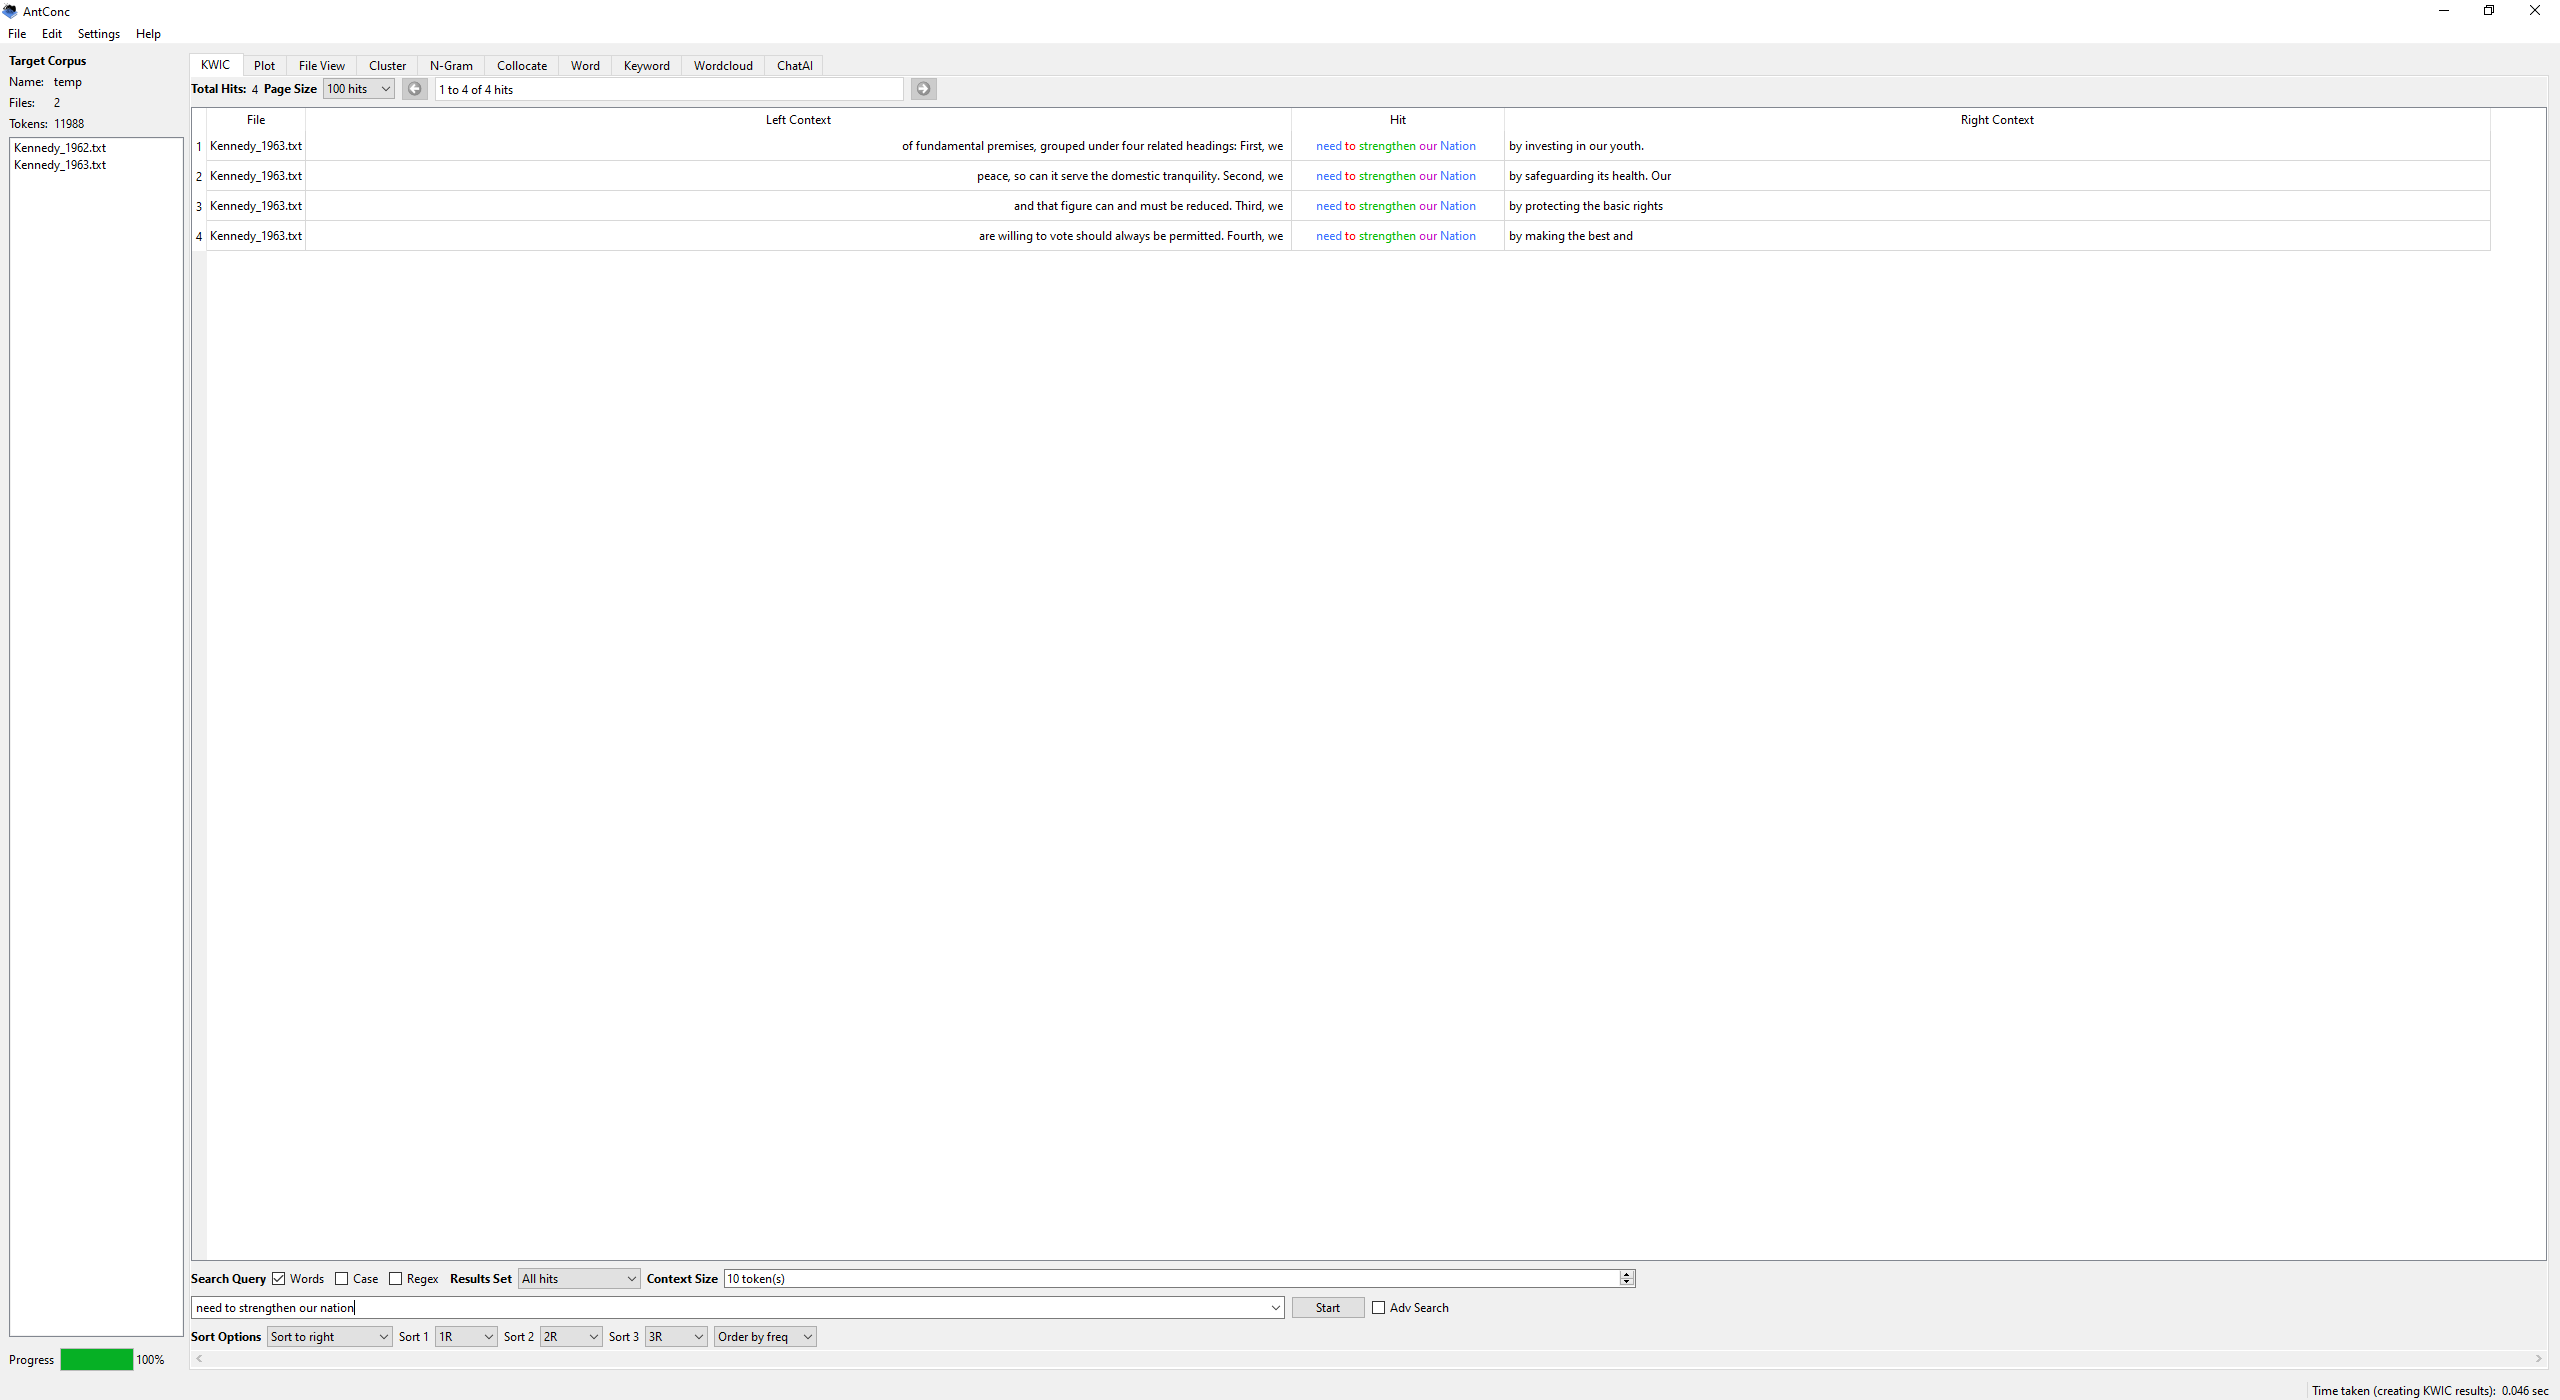 AntConc
File Edit Settings Help
Target Corpus
Name: temp
Files: 2
Tokens: 11988
Kennedy_1962.txt
Kennedy_1963.txt
Progress 100%
KWIC Plot File View Cluster N-Gram Collocate Word Keyword Wordcloud ChatAI
Total Hits: 4 Page Size 100 hits 1 to 4 of 4 hits
File Left Context Hit Right Context
1 Kennedy_1963.txt of fundamental premises, grouped under four related headings: First, we need to strengthen our Nation by investing in our youth.
2 Kennedy_1963.txt peace, so can it serve the domestic tranquility. Second, we need to strengthen our Nation by safeguarding its health. Our
3 Kennedy_1963.txt and that figure can and must be reduced. Third, we need to strengthen our Nation by protecting the basic rights
4 Kennedy_1963.txt are willing to vote should always be permitted. Fourth, we need to strengthen our Nation by making the best and
Search Query Words Case Regex Results Set All hits Context Size 10 token(s)
need to strengthen our nation Start Adv Search
Sort Options Sort to right Sort 1 1R Sort 2 2R Sort 3 3R Order by freq
Time taken (creating KWIC results): 0.046 sec